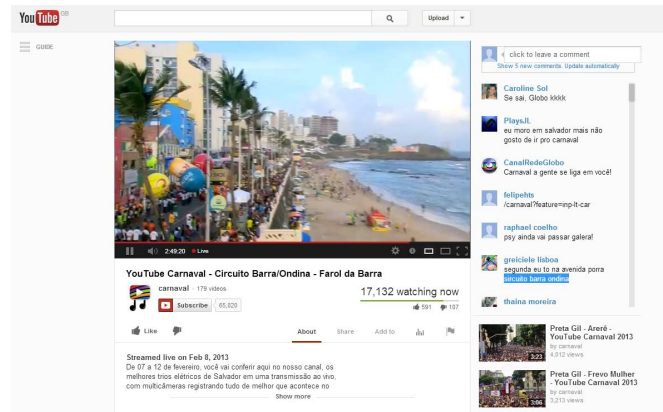 You Tube GB
Upload
GUIDE
click to leave a comment
Show 5 new comments. Update automatically
Caroline Sol
Se sai, Globo kkkk
PlaysJL
eu moro em salvador mais não
gosto de ir pro carnaval
CanalRedeGlobo
Carnaval a gente se liga em você!
felipehts
/carnaval?feature=inp-lt-car
raphael coelho
psy ainda vai passar galera!
greiciele lisboa
segunda eu to na avenida porra
sircuito barra ondina
thaina moreira
2:49:20 Live
YouTube Carnaval - Circuito Barra/Ondina - Farol da Barra
carnaval · 179 videos
Subscribe 65,020
17,132 watching now
591 107
Like
About Share Add to
Streamed live on Feb 8, 2013
De 07 a 12 de fevereiro, você vai conferir aqui no nosso canal, os
melhores trios elétricos de Salvador em uma transmissão ao vivo,
com multicâmeras registrando tudo de melhor que acontece no
Show more
Preta Gil - Arerê -
YouTube Carnaval 2013
by carnaval
4,012 views
3:23
Preta Gil - Frevo Mulher
- YouTube Carnaval 2013
by carnaval
3,213 views
3:06